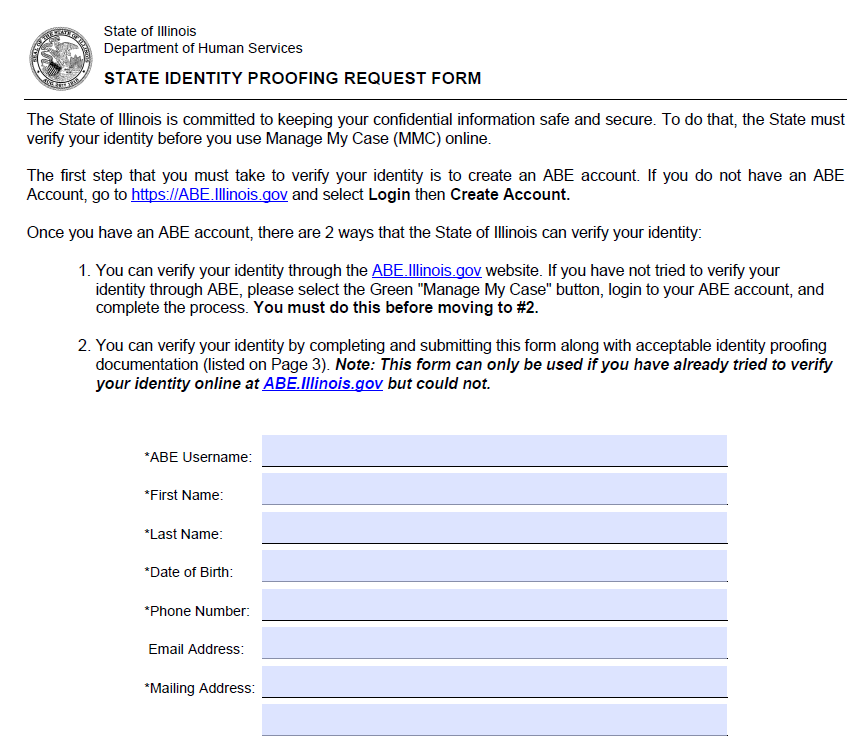 State of Illinois
Department of Human Services
STATE IDENTITY PROOFING REQUEST FORM
The State of Illinois is committed to keeping your confidential information safe and secure. To do that, the State must
verify your identity before you use Manage My Case (MMC) online.
The first step that you must take to verify your identity is to create an ABE account. If you do not have an ABE
Account, go to https://ABE.Illinois.gov and select Login then Create Account.
Once you have an ABE account, there are 2 ways that the State of Illinois can verify your identity:
1. You can verify your identity through the ABE.Illinois.gov website. If you have not tried to verify your
identity through ABE, please select the Green "Manage My Case" button, login to your ABE account, and
complete the process. You must do this before moving to #2.
2. You can verify your identity by completing and submitting this form along with acceptable identity proofing
documentation (listed on Page 3). Note: This form can only be used if you have already tried to verify
your identity online at ABE.Illinois.gov but could not.
*ABE Username:
*First Name:
*Last Name:
*Date of Birth:
*Phone Number:
Email Address:
*Mailing Address: